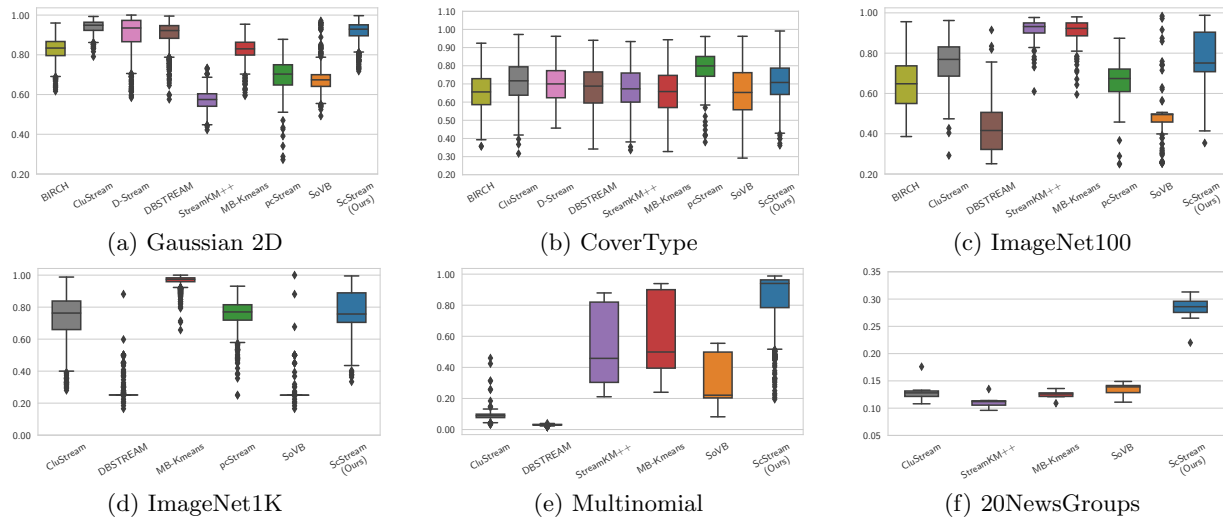 1.00
0.80
0.60
0.40
0.20
BIRCH
CluStream
D-Stream
DBSTREAM
StreamKM++
MB-Kmeans
pcStream
SoVB
ScStream
(Ours)
(a) Gaussian 2D
1.00
0.90
0.80
0.70
0.60
0.50
0.40
0.30
0.20
0.10
BIRCH
CluStream
D-Stream
DBSTREAM
StreamKM++
MB-Kmeans
pcStream
SoVB
ScStream
(Ours)
(b) CoverType
1.00
0.80
0.60
0.40
0.20
BIRCH
CluStream
DBSTREAM
StreamKM++
MB-Kmeans
pcStream
SoVB
ScStream
(Ours)
(c) ImageNet100
1.00
0.80
0.60
0.40
0.20
0.00
CluStream
DBSTREAM
MB-Kmeans
pcStream
SoVB
ScStream
(Ours)
(d) ImageNet1K
1.00
0.80
0.60
0.40
0.20
0.00
CluStream
DBSTREAM
StreamKM++
MB-Kmeans
SoVB
ScStream
(Ours)
(e) Multinomial
0.35
0.30
0.25
0.20
0.15
0.10
0.05
CluStream
StreamKM++
MB-Kmeans
SoVB
ScStream
(Ours)
(f) 20NewsGroups